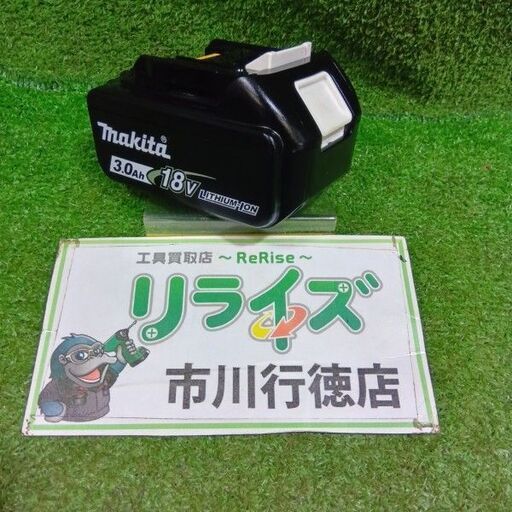 makita®
3.0Ah 18V LITHIUM-ION
工具買取店 ～ReRise～
リライズ
市川行徳店